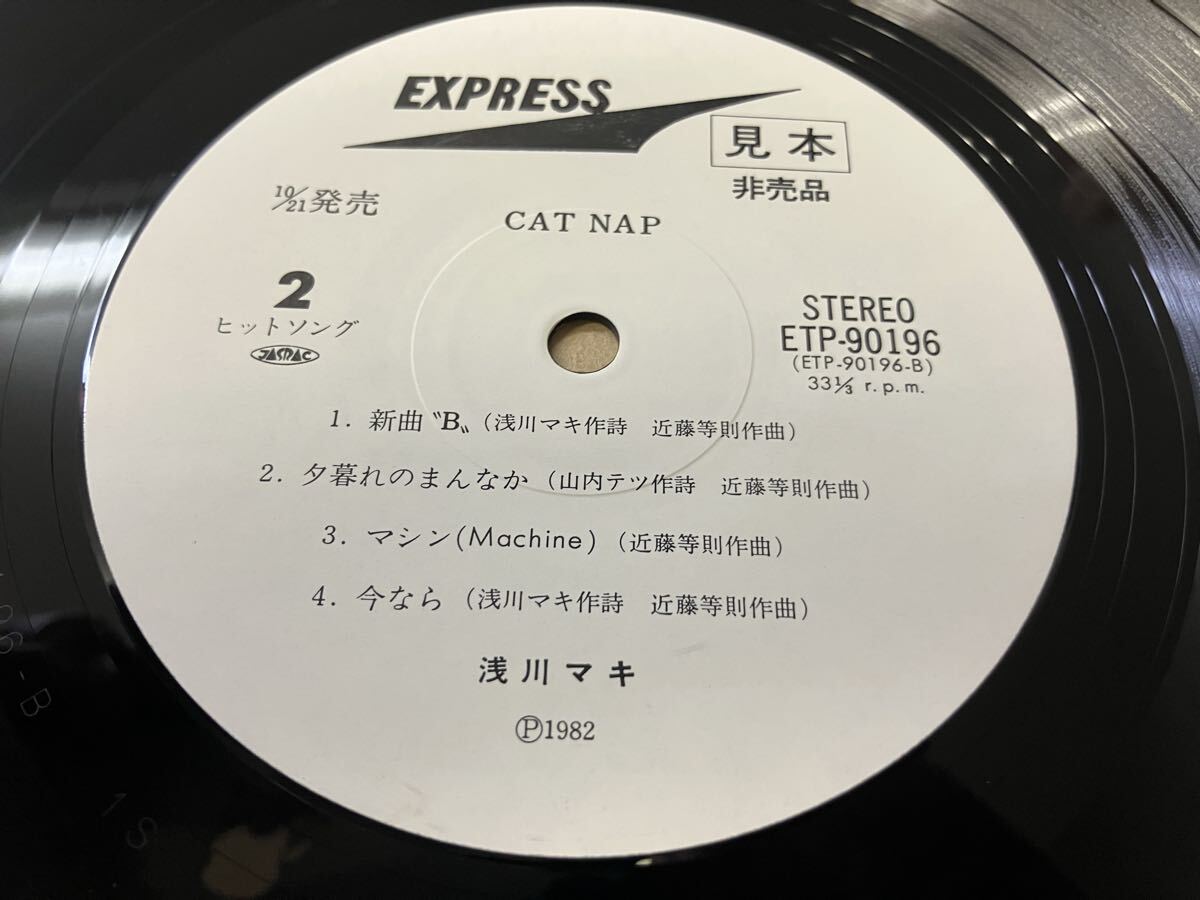 EXPRESS
見本
非売品
10/21発売
CAT NAP
2
ヒットソング
JASRAC
STEREO
ETP-90196
(ETP-90196-B)
33⅓ r.p.m.
1. 新曲〝B〟(浅川マキ作詩 近藤等則作曲)
2. 夕暮れのまんなか (山内テツ作詩 近藤等則作曲)
3. マシン(Machine) (近藤等則作曲)
4. 今なら (浅川マキ作詩 近藤等則作曲)
浅川マキ
Ⓟ1982
96-B
1S